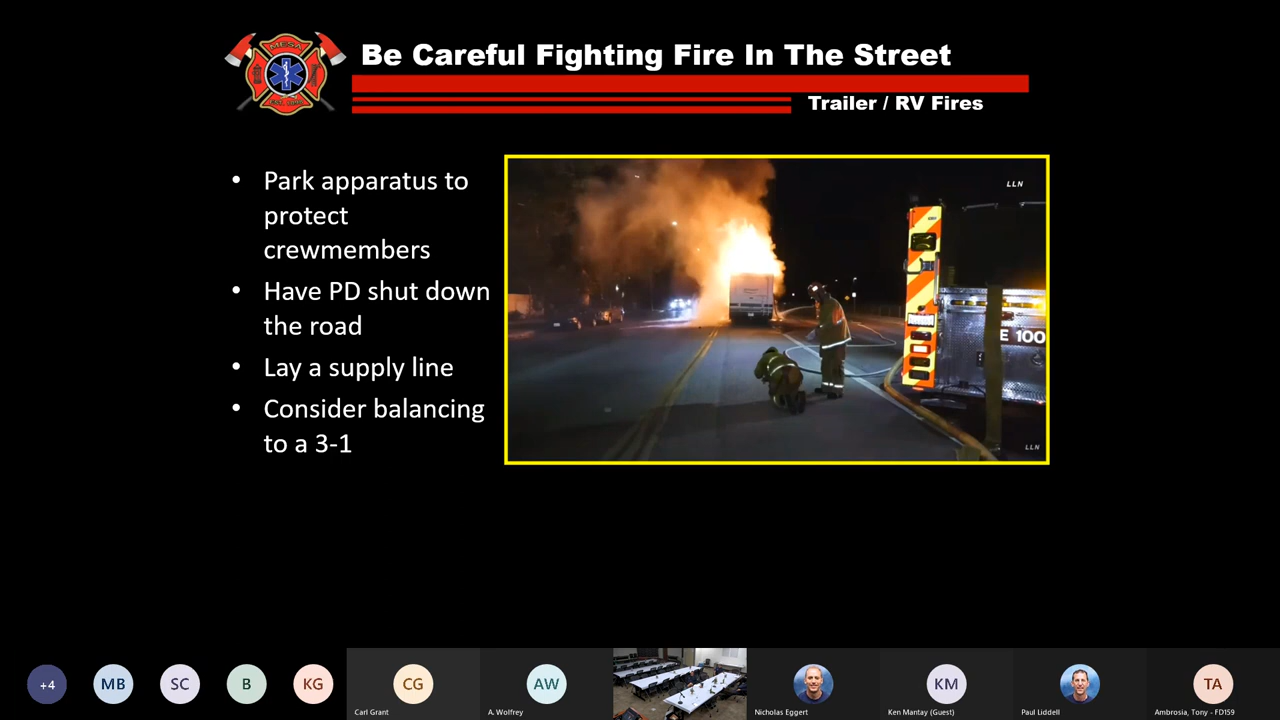 MESA
Be Careful Fighting Fire In The Street
Trailer / RV Fires
• Park apparatus to
protect
crewmembers
• Have PD shut down
the road
• Lay a supply line
• Consider balancing
to a 3-1
LLN
E 100
LLN
+4
MB
SC
B
KG
CG
AW
KM
TA
Carl Grant
A. Wolfrey
Nicholas Eggert
Ken Mantay (Guest)
Paul Liddell
Ambrosia, Tony - FD1S9